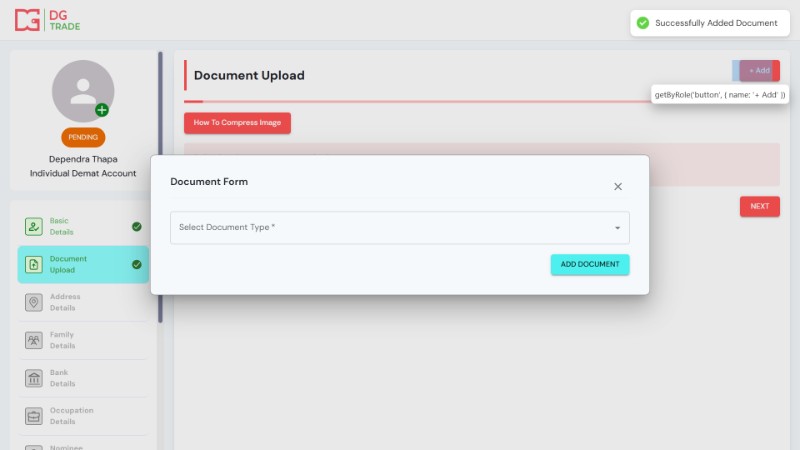 DG
TRADE
Successfully Added Document
Document Upload
+ Add
getByRole('button', { name: '+ Add' })
How To Compress Image
PENDING
Dependra Thapa
Individual Demat Account
Document Form
Select Document Type *
ADD DOCUMENT
NEXT
Basic
Details
Document
Upload
Address
Details
Family
Details
Bank
Details
Occupation
Details
Nominee